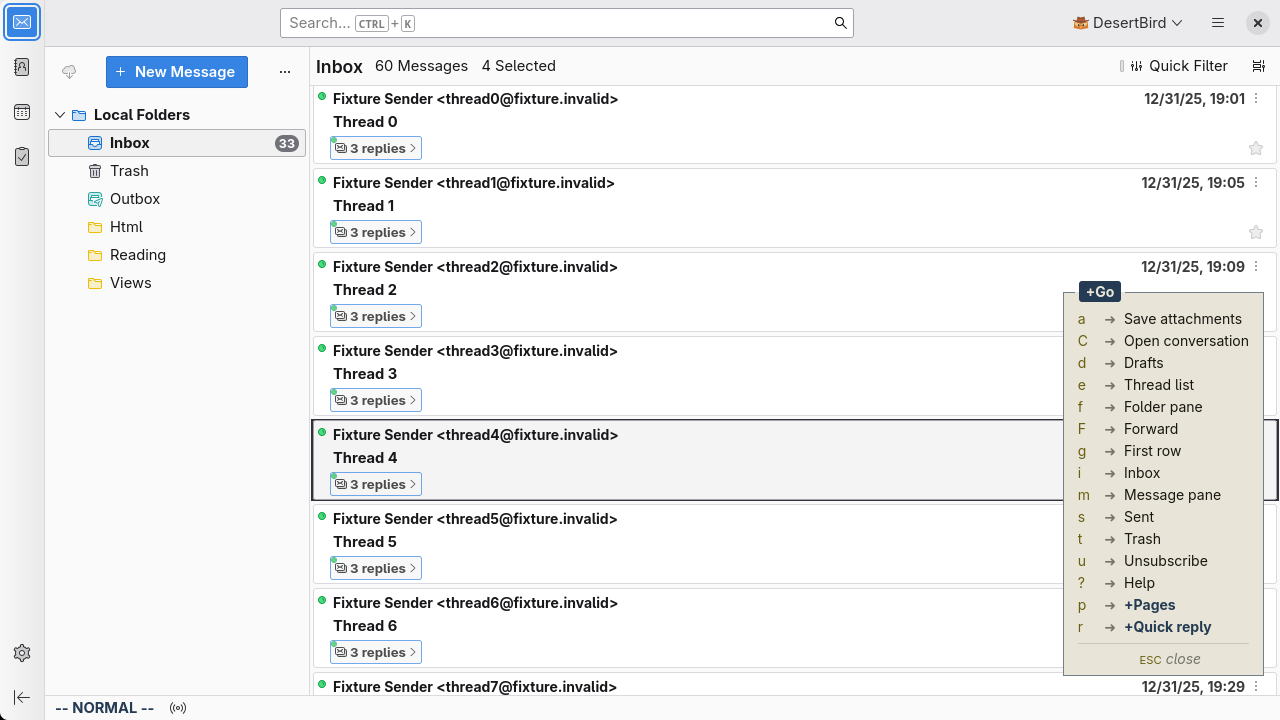 Search… CTRL + K
DesertBird
New Message
Local Folders
Inbox 33
Trash
Outbox
Html
Reading
Views
Inbox 60 Messages 4 Selected
Quick Filter
Fixture Sender <thread0@fixture.invalid> 12/31/25, 19:01
Thread 0
3 replies
Fixture Sender <thread1@fixture.invalid> 12/31/25, 19:05
Thread 1
3 replies
Fixture Sender <thread2@fixture.invalid> 12/31/25, 19:09
Thread 2
3 replies
Fixture Sender <thread3@fixture.invalid>
Thread 3
3 replies
Fixture Sender <thread4@fixture.invalid>
Thread 4
3 replies
Fixture Sender <thread5@fixture.invalid>
Thread 5
3 replies
Fixture Sender <thread6@fixture.invalid>
Thread 6
3 replies
Fixture Sender <thread7@fixture.invalid> 12/31/25, 19:29
+Go
a → Save attachments
C → Open conversation
d → Drafts
e → Thread list
f → Folder pane
F → Forward
g → First row
i → Inbox
m → Message pane
s → Sent
t → Trash
u → Unsubscribe
? → Help
p → +Pages
r → +Quick reply
ESC close
-- NORMAL --